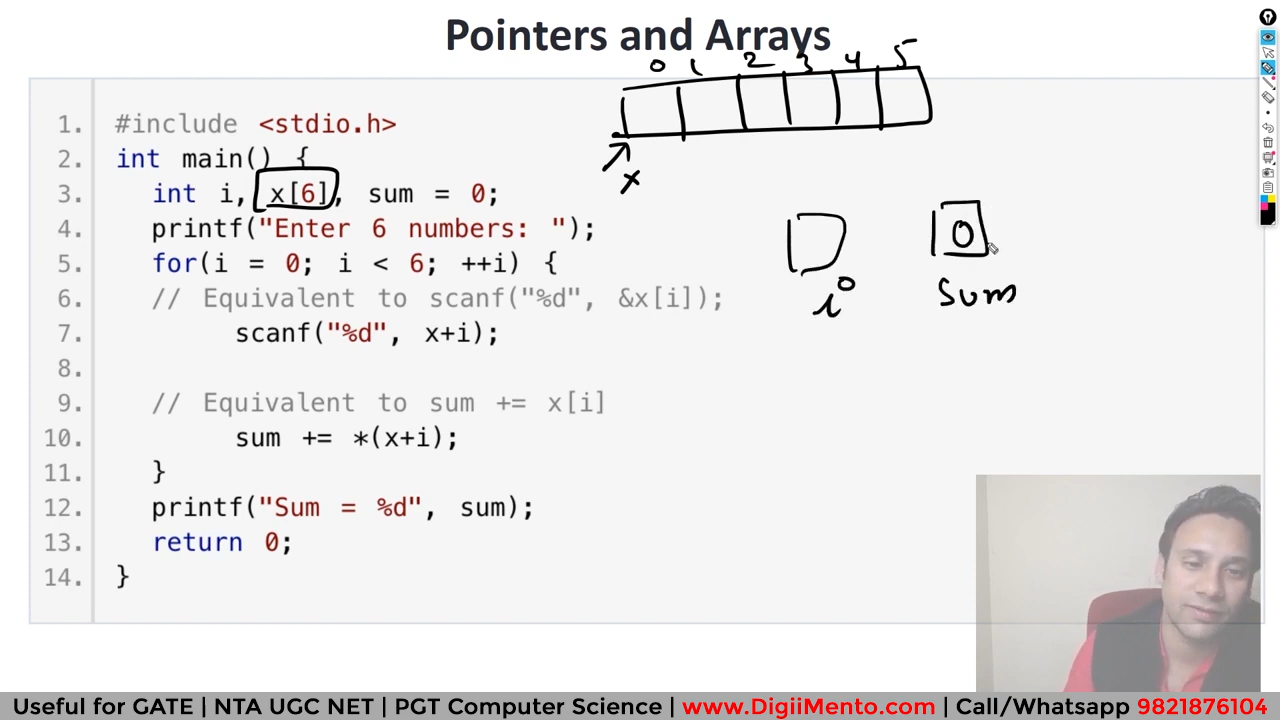 Pointers and Arrays
0 1 2 3 4 5
x
1. #include <stdio.h>
2. int main() {
3. int i, x[6], sum = 0;
4. printf("Enter 6 numbers: ");
5. for(i = 0; i < 6; ++i) {
6. // Equivalent to scanf("%d", &x[i]);
7. scanf("%d", x+i);
8.
9. // Equivalent to sum += x[i]
10. sum += *(x+i);
11. }
12. printf("Sum = %d", sum);
13. return 0;
14. }
0
i
Sum
Useful for GATE | NTA UGC NET | PGT Computer Science | www.DigiiMento.com | Call/Whatsapp 9821876104